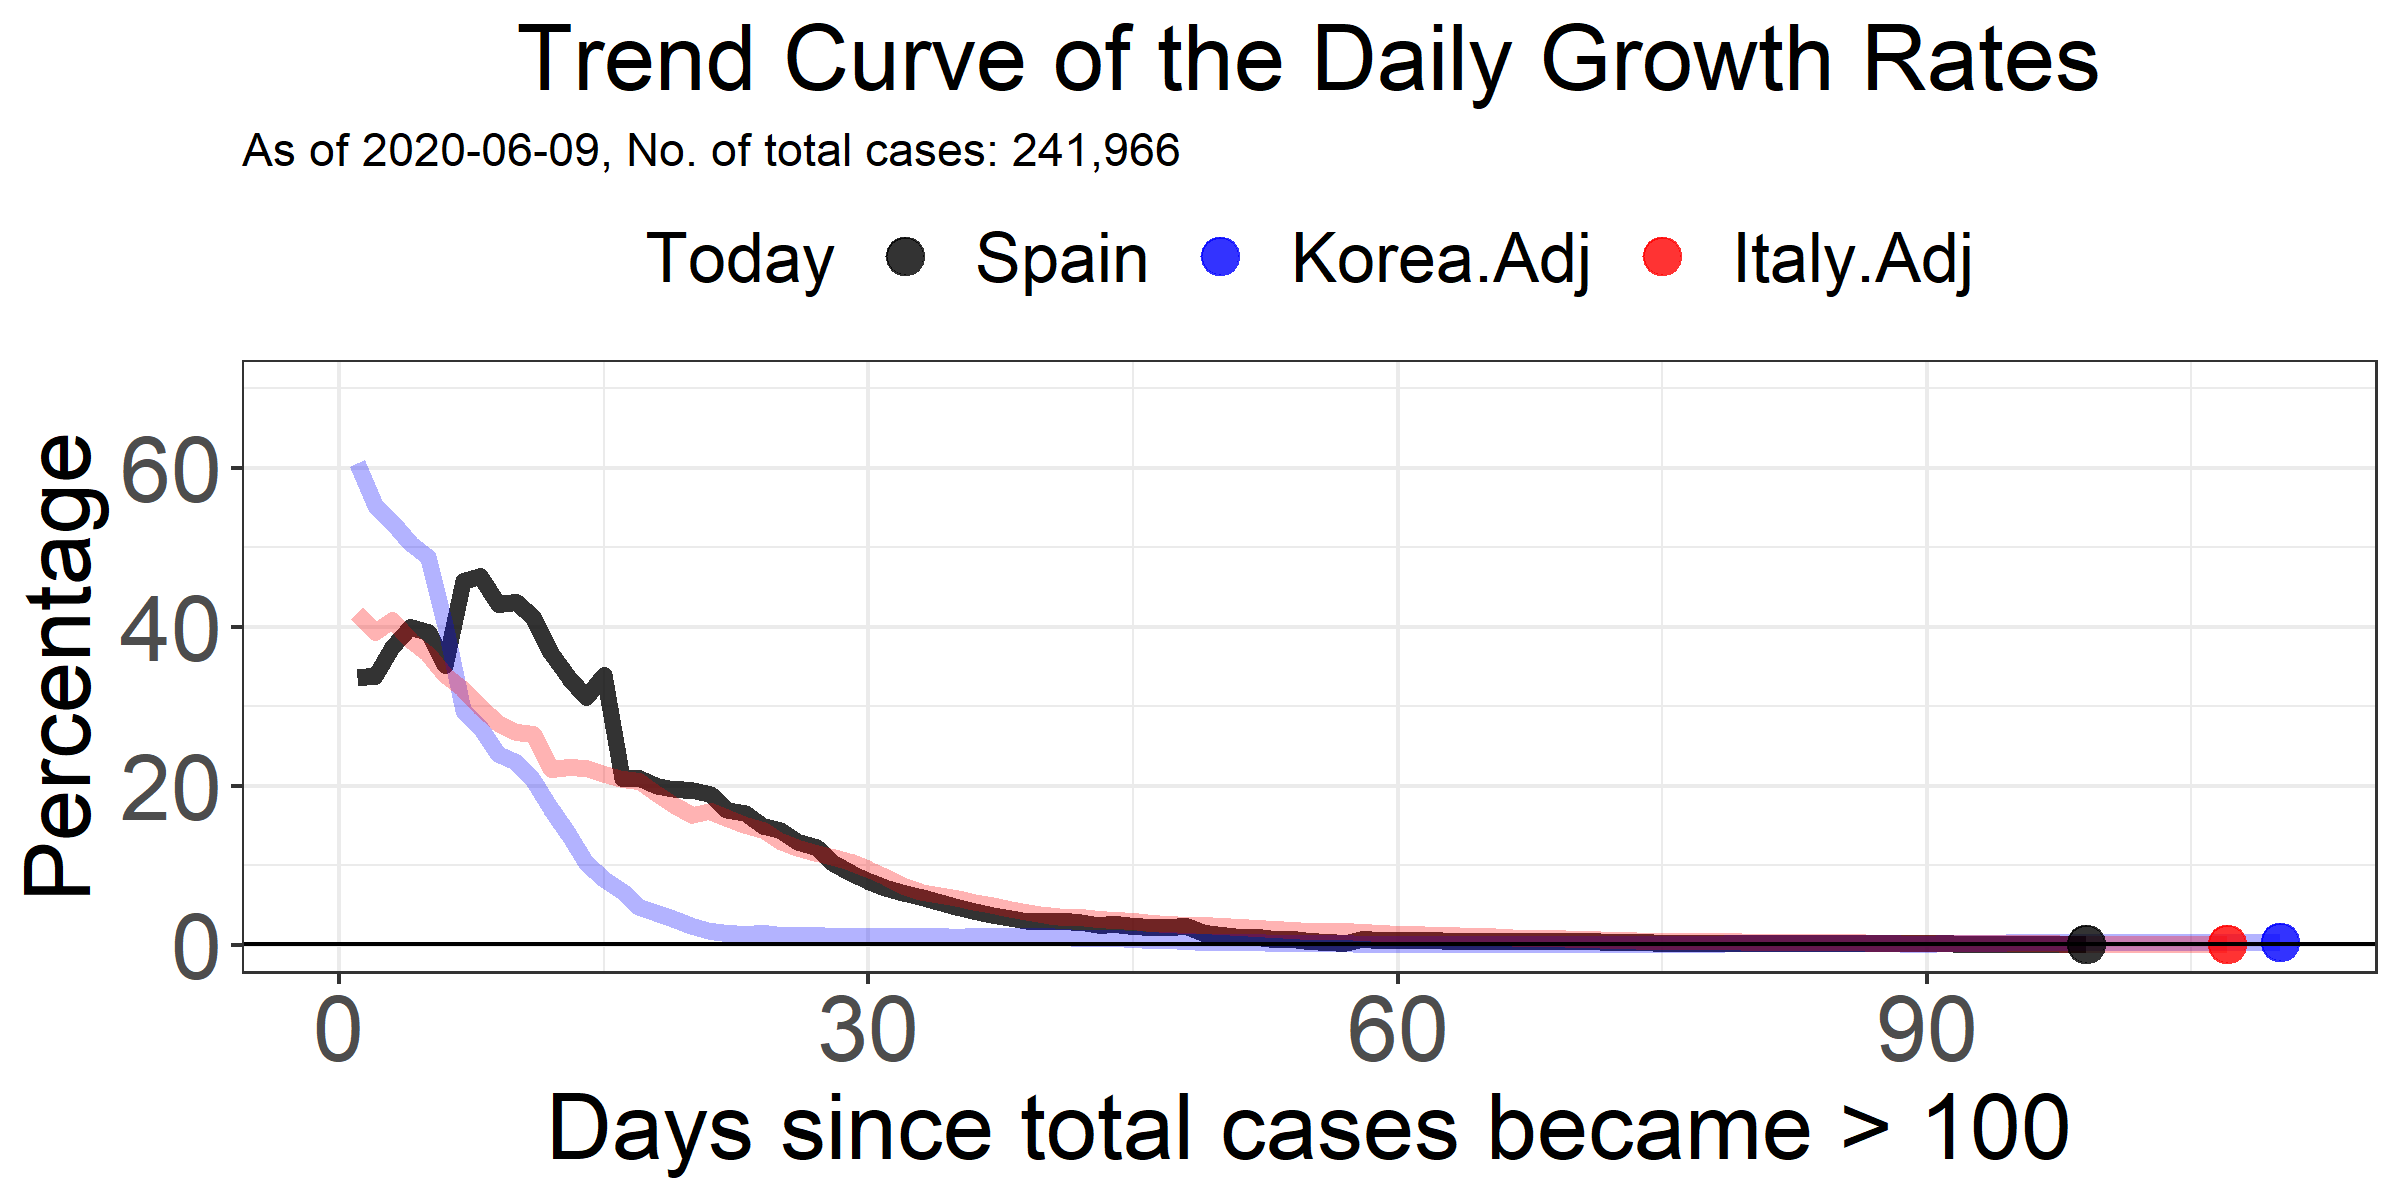 Trend Curve of the Daily Growth Rates
As of 2020-06-09, No. of total cases: 241,966
Today Spain Korea.Adj Italy.Adj
Percentage
60
40
20
0
0 30 60 90
Days since total cases became > 100